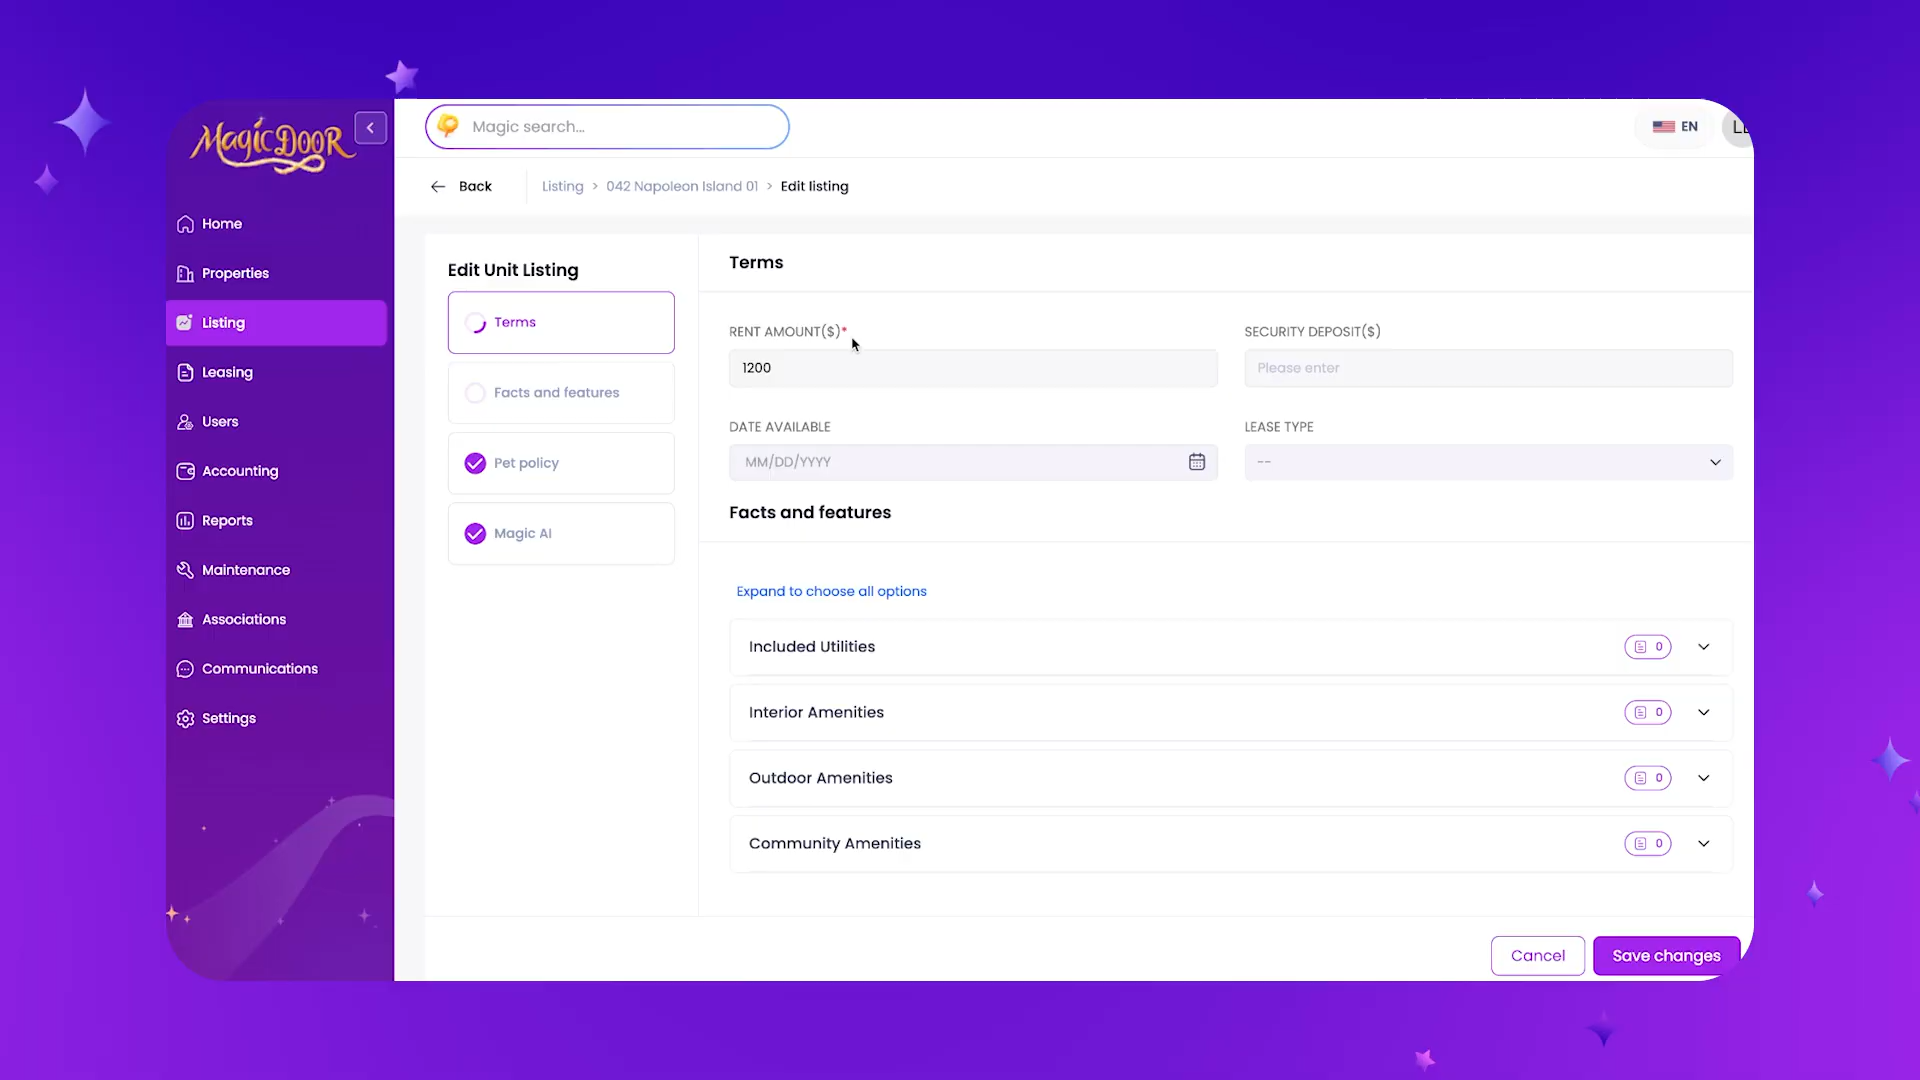 MagicDooR
Magic search...
EN
Back
Listing > 042 Napoleon Island 01 > Edit listing
Home
Properties
Listing
Leasing
Users
Accounting
Reports
Maintenance
Associations
Communications
Settings
Edit Unit Listing
Terms
Facts and features
Pet policy
Magic AI
Terms
RENT AMOUNT($)*
1200
SECURITY DEPOSIT($)
Please enter
DATE AVAILABLE
MM/DD/YYYY
LEASE TYPE
--
Facts and features
Expand to choose all options
Included Utilities 0
Interior Amenities 0
Outdoor Amenities 0
Community Amenities 0
Cancel
Save changes